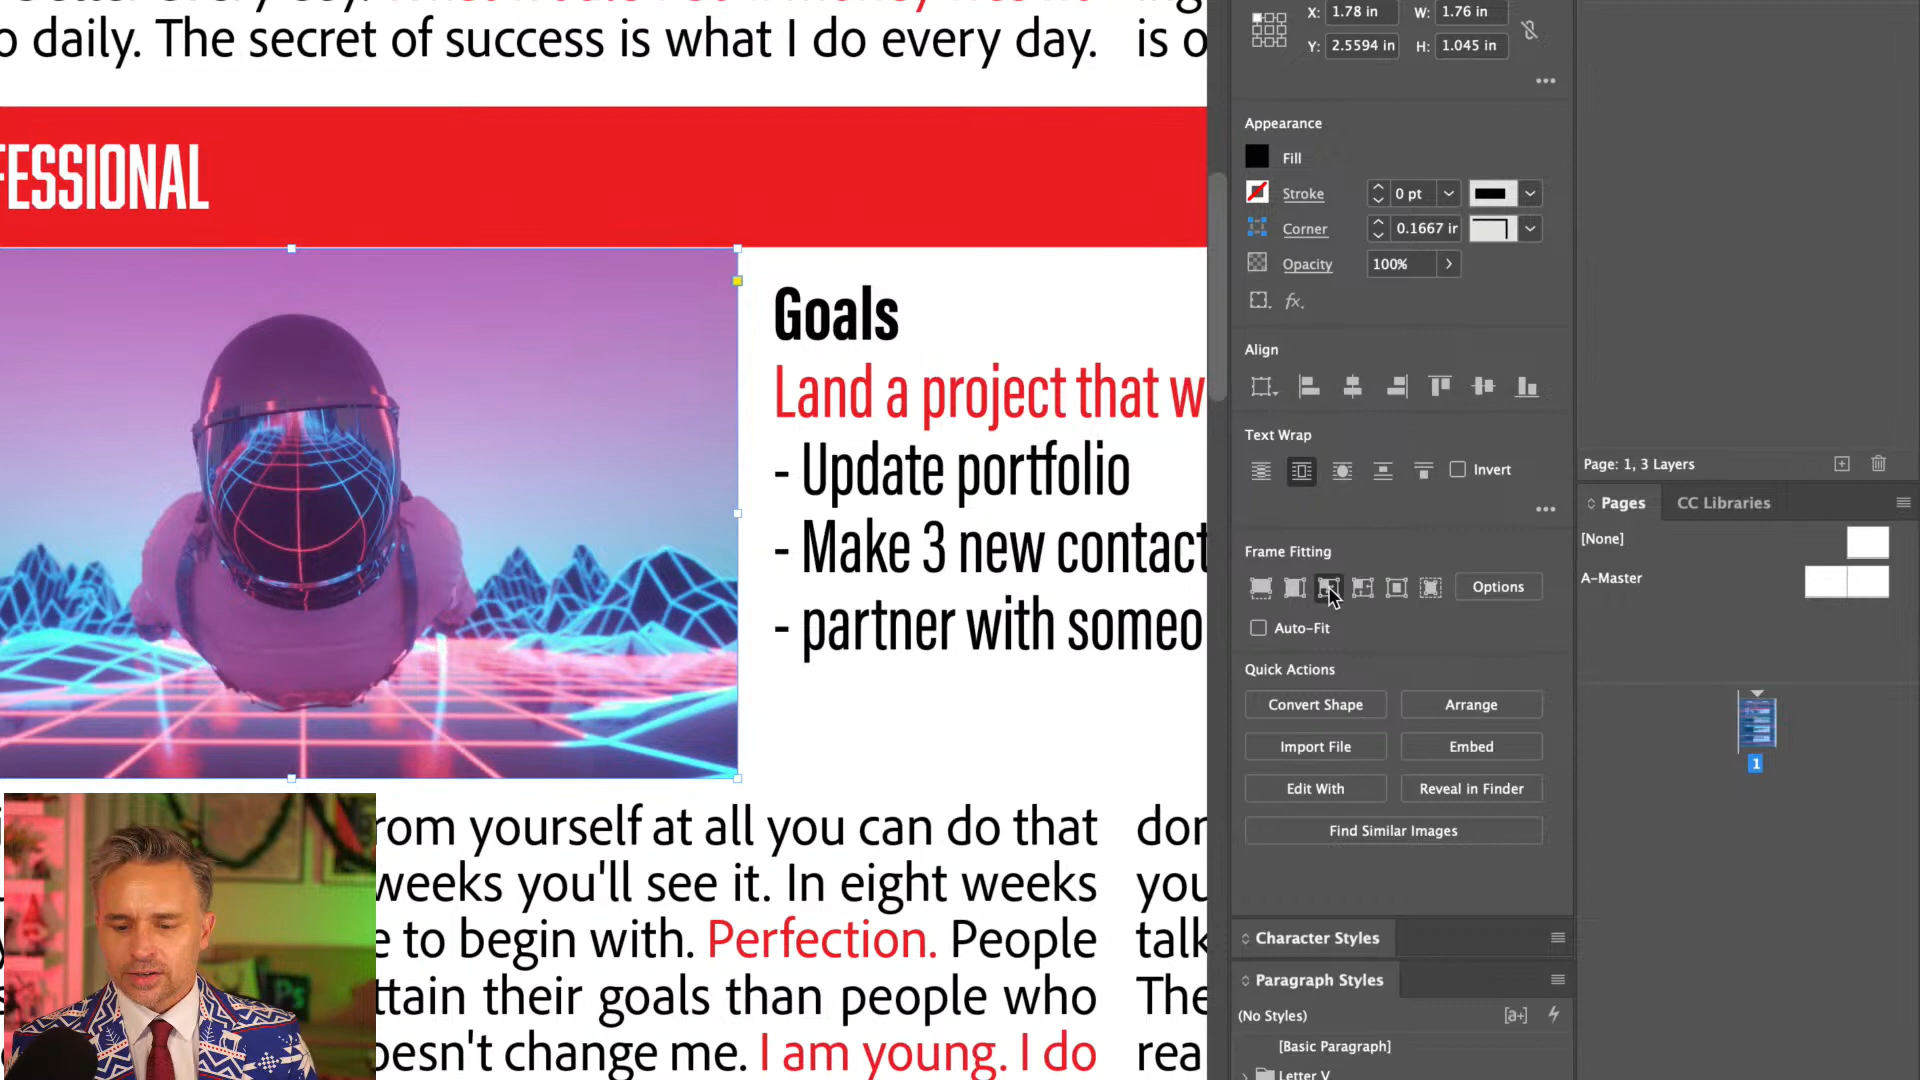 o daily. The secret of success is what I do every day.
is o
FESSIONAL
Goals
Land a project that w
- Update portfolio
- Make 3 new contact
- partner with someo
rom yourself at all you can do that
weeks you'll see it. In eight weeks
e to begin with. Perfection. People
ttain their goals than people who
oesn't change me. I am young. I do
don
you
talk
The
rea
X: 1.78 in W: 1.76 in
Y: 2.5594 in H: 1.045 in
Appearance
Fill
Stroke 0 pt
Corner 0.1667 ir
Opacity 100%
fx.
Align
Text Wrap
Invert
Frame Fitting
Options
Auto-Fit
Quick Actions
Convert Shape Arrange
Import File Embed
Edit With Reveal in Finder
Find Similar Images
Character Styles
Paragraph Styles
(No Styles) [a+]
[Basic Paragraph]
Letter V
Page: 1, 3 Layers
Pages CC Libraries
[None]
A-Master
1
Ps